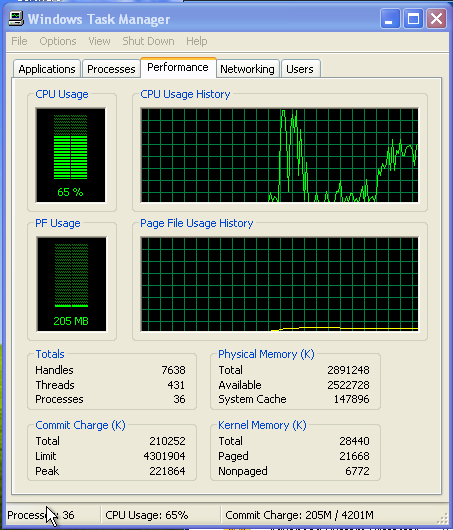 Windows Task Manager
File Options View Shut Down Help
Applications Processes Performance Networking Users
CPU Usage CPU Usage History
65 %
PF Usage Page File Usage History
205 MB
Totals Physical Memory (K)
Handles 7638 Total 2891248
Threads 431 Available 2522728
Processes 36 System Cache 147896
Commit Charge (K) Kernel Memory (K)
Total 210252 Total 28440
Limit 4301904 Paged 21668
Peak 221864 Nonpaged 6772
36 CPU Usage: 65% Commit Charge: 205M / 4201M